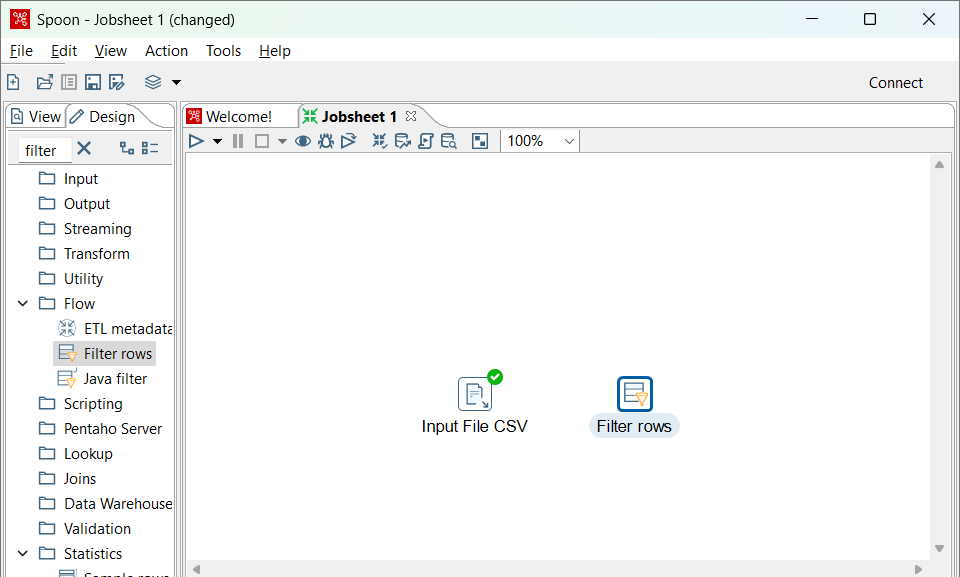 Spoon - Jobsheet 1 (changed)
File Edit View Action Tools Help
Connect
View Design Welcome! Jobsheet 1
filter 100%
Input
Output
Streaming
Transform
Utility
Flow
ETL metadata
Filter rows
Java filter
Scripting
Pentaho Server
Lookup
Joins
Data Warehouse
Validation
Statistics
Sample rows
Input File CSV
Filter rows